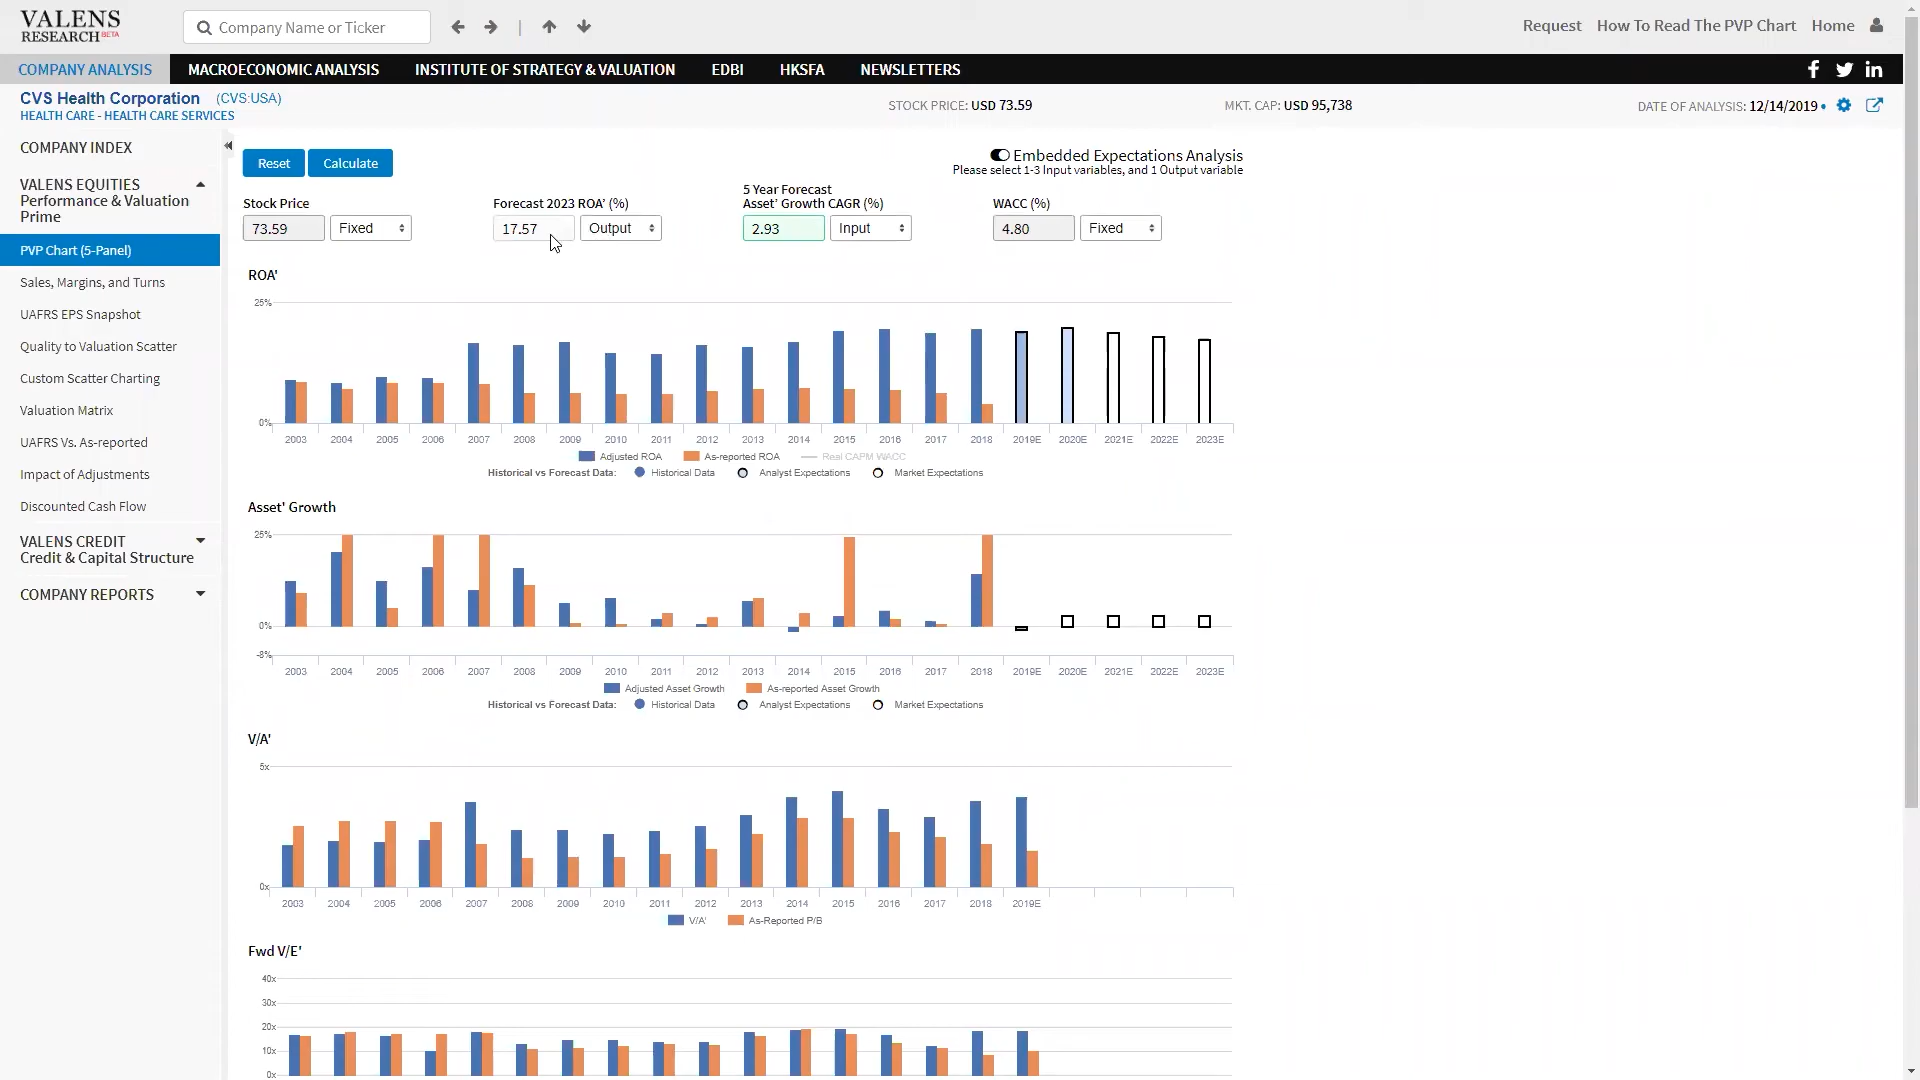 VALENS
RESEARCH BETA
Company Name or Ticker
Request How To Read The PVP Chart Home
COMPANY ANALYSIS MACROECONOMIC ANALYSIS INSTITUTE OF STRATEGY & VALUATION EDBI HKSFA NEWSLETTERS
CVS Health Corporation (CVS:USA)
HEALTH CARE - HEALTH CARE SERVICES
STOCK PRICE: USD 73.59
MKT. CAP: USD 95,738
DATE OF ANALYSIS: 12/14/2019
COMPANY INDEX
VALENS EQUITIES
Performance & Valuation
Prime
PVP Chart (5-Panel)
Sales, Margins, and Turns
UAFRS EPS Snapshot
Quality to Valuation Scatter
Custom Scatter Charting
Valuation Matrix
UAFRS Vs. As-reported
Impact of Adjustments
Discounted Cash Flow
VALENS CREDIT
Credit & Capital Structure
COMPANY REPORTS
Reset Calculate
Embedded Expectations Analysis
Please select 1-3 Input variables, and 1 Output variable
Stock Price
73.59 Fixed
Forecast 2023 ROA' (%)
17.57 Output
5 Year Forecast
Asset' Growth CAGR (%)
2.93 Input
WACC (%)
4.80 Fixed
ROA'
25%
0%
2003 2004 2005 2006 2007 2008 2009 2010 2011 2012 2013 2014 2015 2016 2017 2018 2019E 2020E 2021E 2022E 2023E
Adjusted ROA As-reported ROA Real CAPM WACC
Historical vs Forecast Data: Historical Data Analyst Expectations Market Expectations
Asset' Growth
25%
0%
-8%
2003 2004 2005 2006 2007 2008 2009 2010 2011 2012 2013 2014 2015 2016 2017 2018 2019E 2020E 2021E 2022E 2023E
Adjusted Asset Growth As-reported Asset Growth
Historical vs Forecast Data: Historical Data Analyst Expectations Market Expectations
V/A'
5x
0x
2003 2004 2005 2006 2007 2008 2009 2010 2011 2012 2013 2014 2015 2016 2017 2018 2019E
V/A' As-Reported P/B
Fwd V/E'
40x
30x
20x
10x
0x